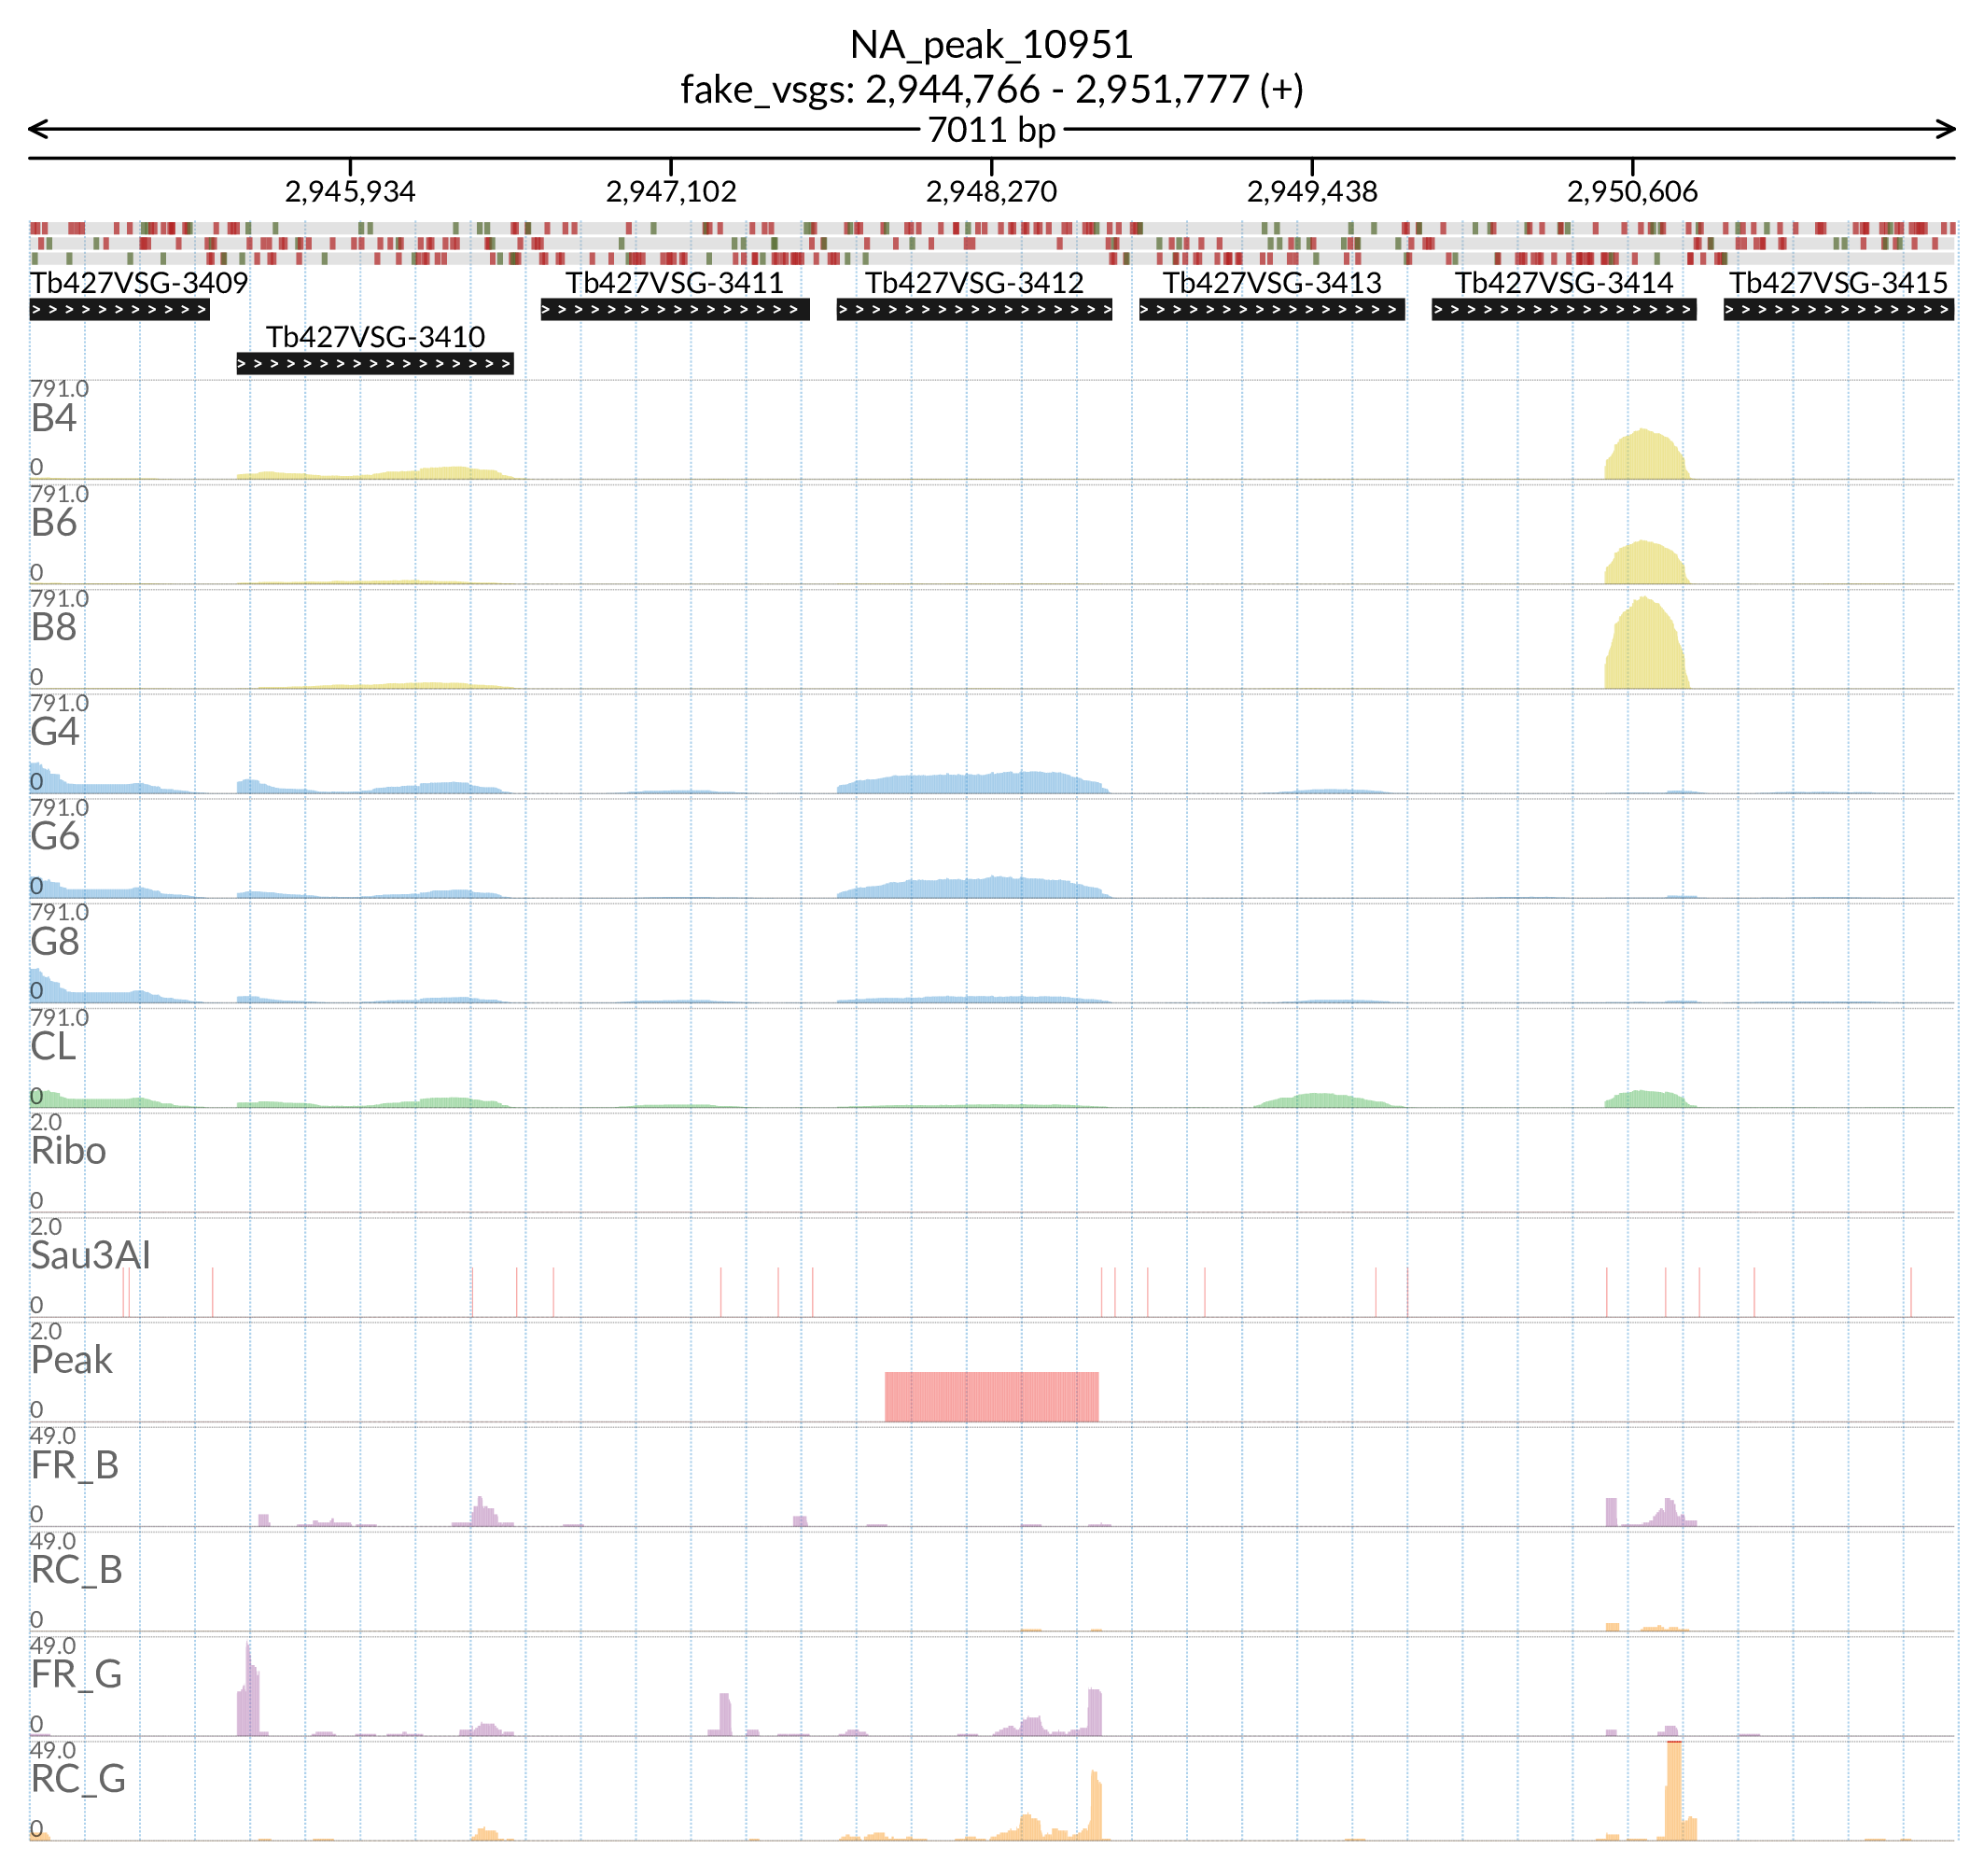 NA_peak_10951
fake_vsgs: 2,944,766 - 2,951,777 (+)
7011 bp
2,945,934 2,947,102 2,948,270 2,949,438 2,950,606
Tb427VSG-3409 Tb427VSG-3411 Tb427VSG-3412 Tb427VSG-3413 Tb427VSG-3414 Tb427VSG-3415
Tb427VSG-3410
791.0
B4
0
791.0
B6
0
791.0
B8
0
791.0
G4
0
791.0
G6
0
791.0
G8
0
791.0
CL
0
2.0
Ribo
0
2.0
Sau3AI
0
2.0
Peak
0
49.0
FR_B
0
49.0
RC_B
0
49.0
FR_G
0
49.0
RC_G
0